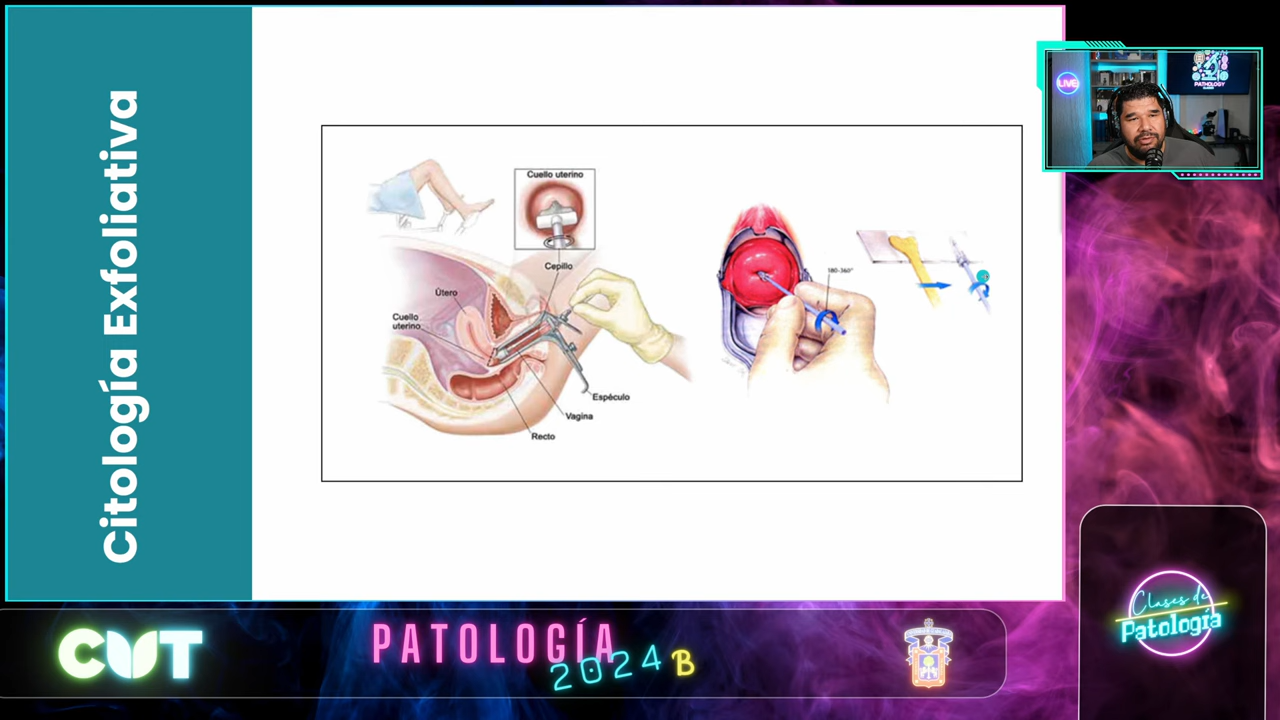 Citología Exfoliativa
Cuello uterino
Cepillo
Útero
Cuello
uterino
Espéculo
Vagina
Recto
180-360°
LIVE
PATHOLOGY
Clases de
Patología
CUT
PATOLOGÍA
2024 B